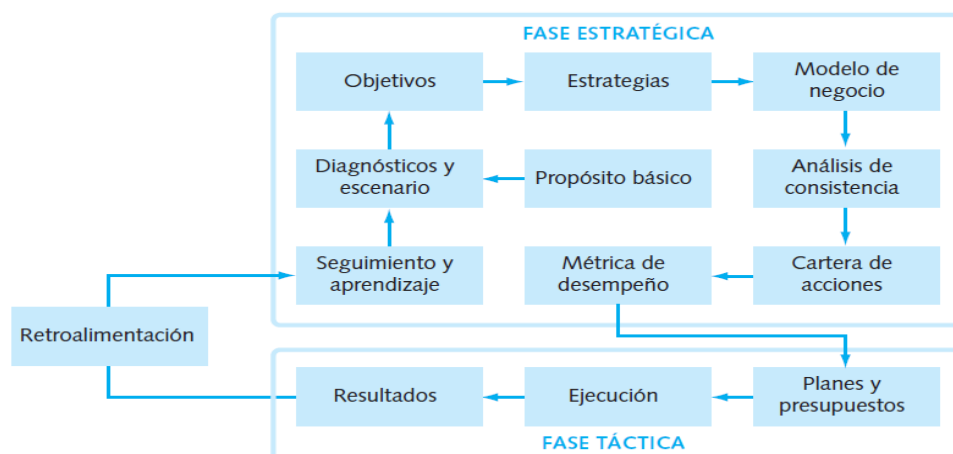 FASE ESTRATÉGICA
Objetivos
Estrategias
Modelo de
negocio
Diagnósticos y
escenario
Propósito básico
Análisis de
consistencia
Seguimiento y
aprendizaje
Métrica de
desempeño
Cartera de
acciones
Retroalimentación
Resultados
Ejecución
Planes y
presupuestos
FASE TÁCTICA